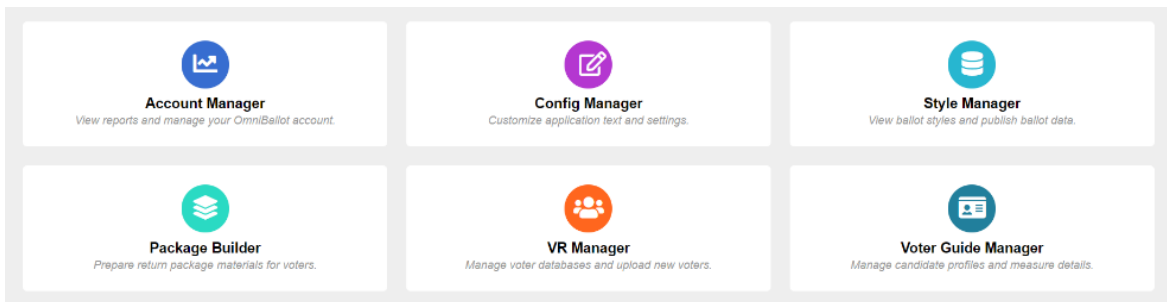 Account Manager
View reports and manage your OmniBallot account.
Config Manager
Customize application text and settings.
Style Manager
View ballot styles and publish ballot data.
Package Builder
Prepare return package materials for voters.
VR Manager
Manage voter databases and upload new voters.
Voter Guide Manager
Manage candidate profiles and measure details.